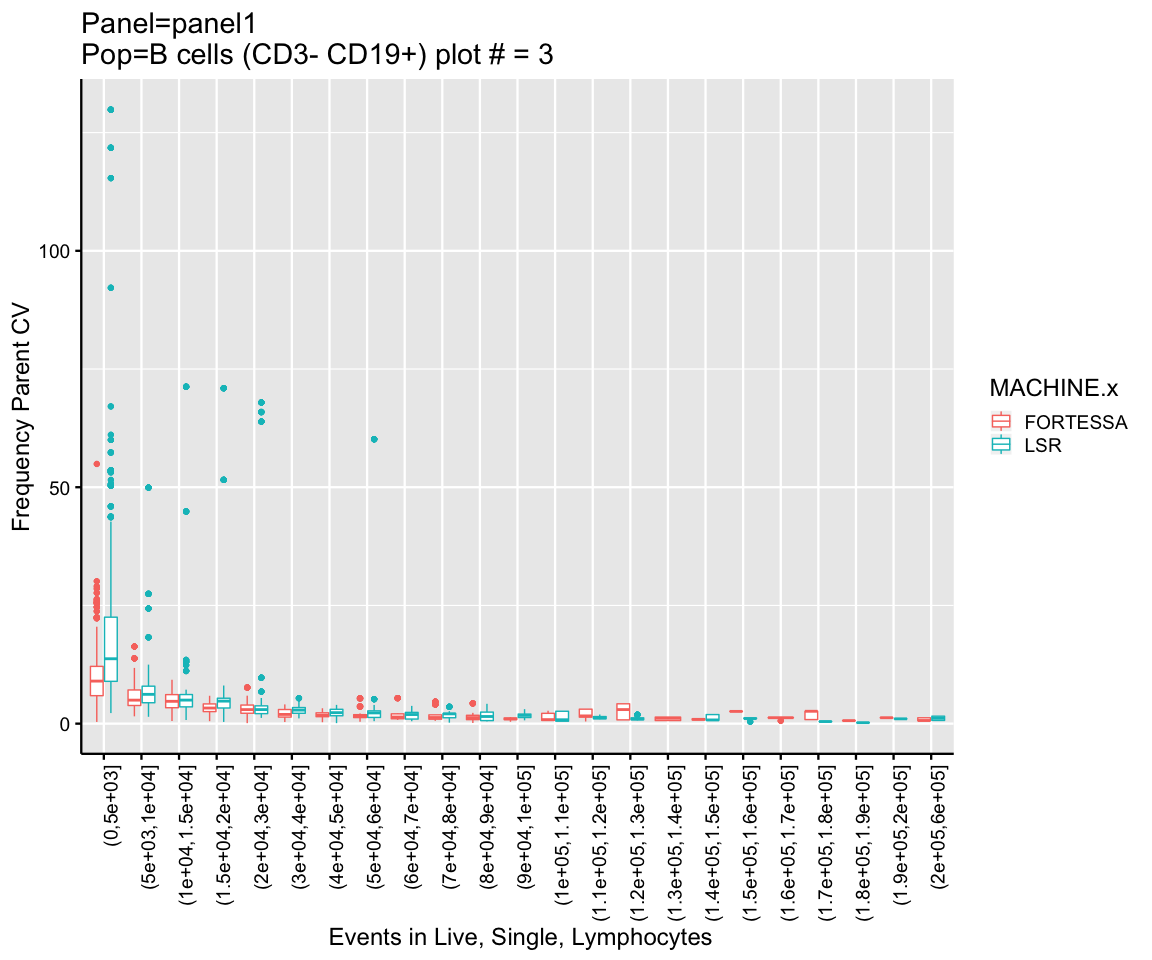 Panel=panel1
Pop=B cells (CD3- CD19+) plot # = 3
Frequency Parent CV
100
50
0
(0,5e+03]
(5e+03,1e+04]
(1e+04,1.5e+04]
(1.5e+04,2e+04]
(2e+04,3e+04]
(3e+04,4e+04]
(4e+04,5e+04]
(5e+04,6e+04]
(6e+04,7e+04]
(7e+04,8e+04]
(8e+04,9e+04]
(9e+04,1e+05]
(1e+05,1.1e+05]
(1.1e+05,1.2e+05]
(1.2e+05,1.3e+05]
(1.3e+05,1.4e+05]
(1.4e+05,1.5e+05]
(1.5e+05,1.6e+05]
(1.6e+05,1.7e+05]
(1.7e+05,1.8e+05]
(1.8e+05,1.9e+05]
(1.9e+05,2e+05]
(2e+05,6e+05]
Events in Live, Single, Lymphocytes
MACHINE.x
FORTESSA
LSR